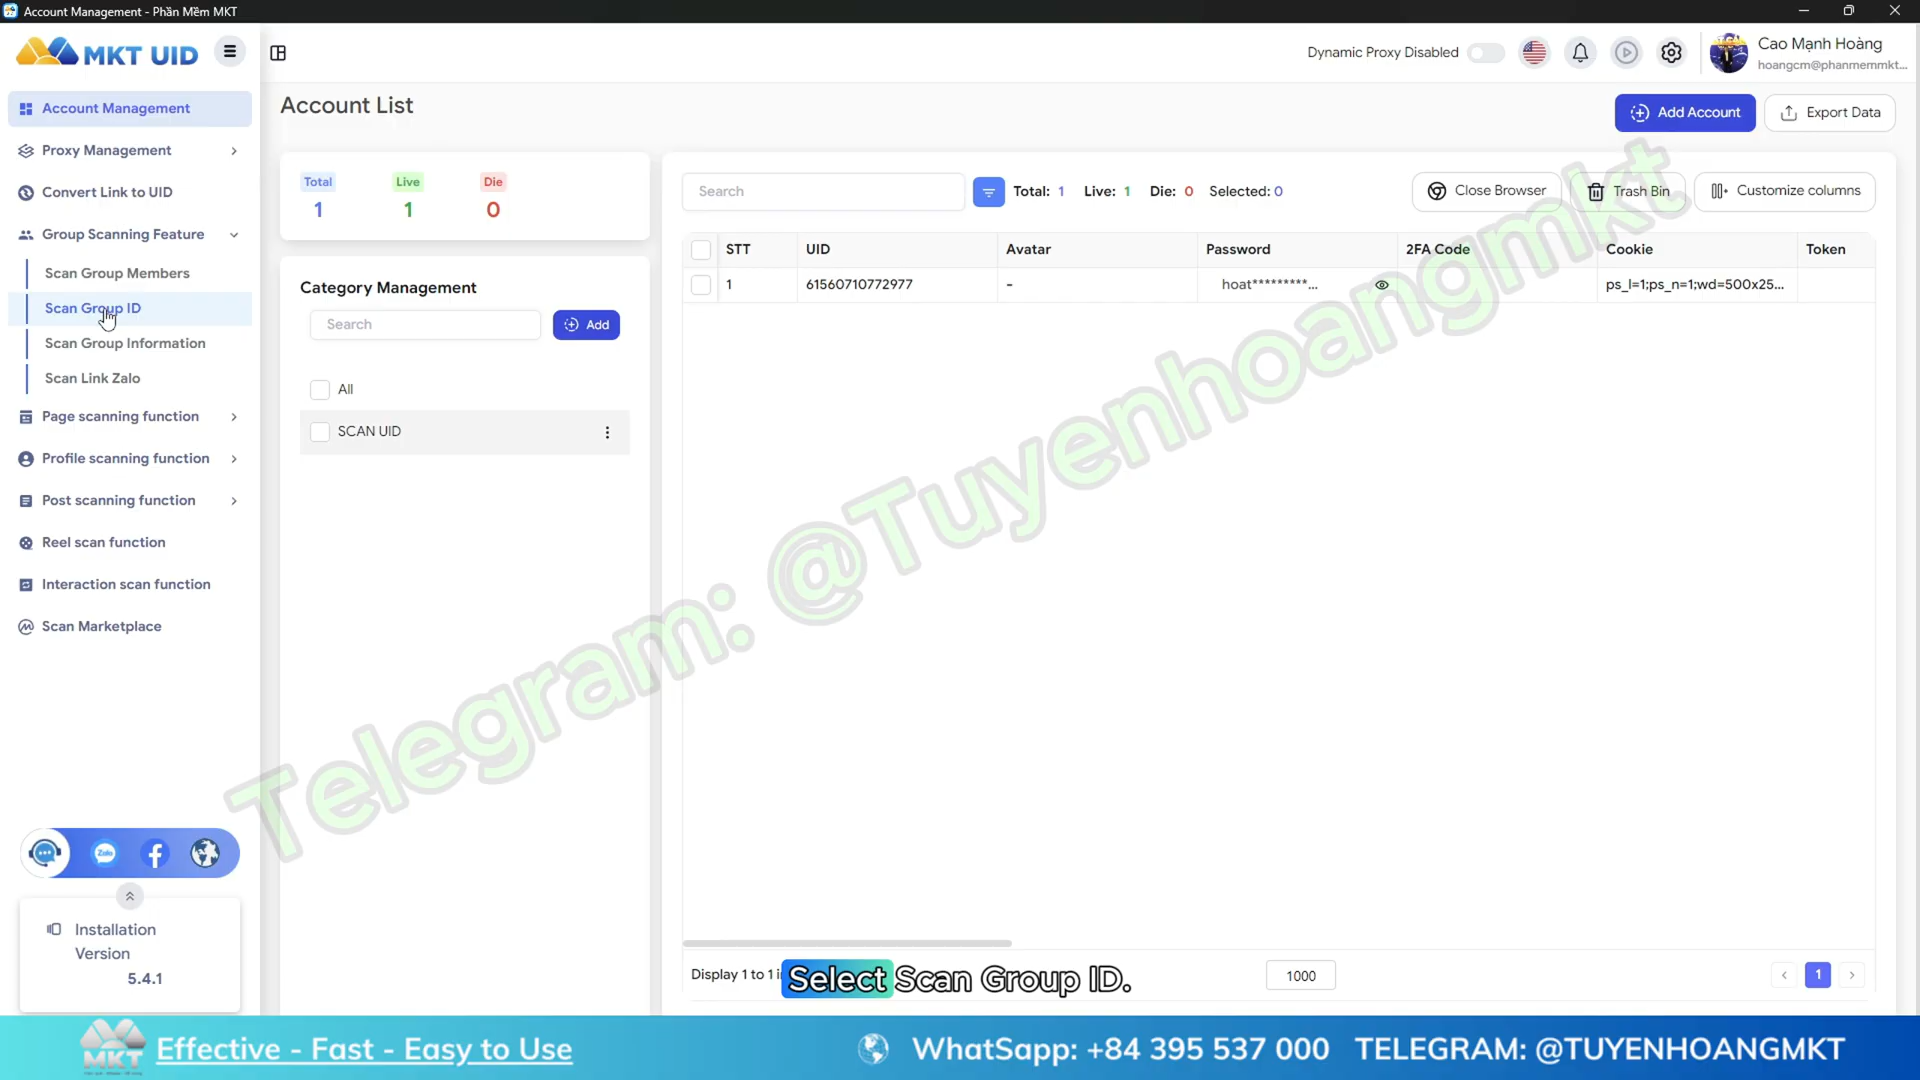 Account Management - Phần Mềm MKT
MKT UID
Dynamic Proxy Disabled
Cao Mạnh Hoàng
hoangcm@phanmemmkt...
Account Management
Proxy Management
Convert Link to UID
Group Scanning Feature
Scan Group Members
Scan Group ID
Scan Group Information
Scan Link Zalo
Page scanning function
Profile scanning function
Post scanning function
Reel scan function
Interaction scan function
Scan Marketplace
Zalo
Installation
Version
5.4.1
Account List
Add Account
Export Data
Total
1
Live
1
Die
0
Category Management
Search
Add
All
SCAN UID
Search
Total: 1 Live: 1 Die: 0 Selected: 0
Close Browser
Trash Bin
Customize columns
STT UID Avatar Password 2FA Code Cookie Token
1 61560710772977 - hoat*********... ps_l=1;ps_n=1;wd=500x25...
Telegram: @Tuyenhoangmkt
Display 1 to 1 i
1000
1
Select Scan Group ID.
MKT
Effective - Fast - Easy to Use
WhatSapp: +84 395 537 000 TELEGRAM: @TUYENHOANGMKT